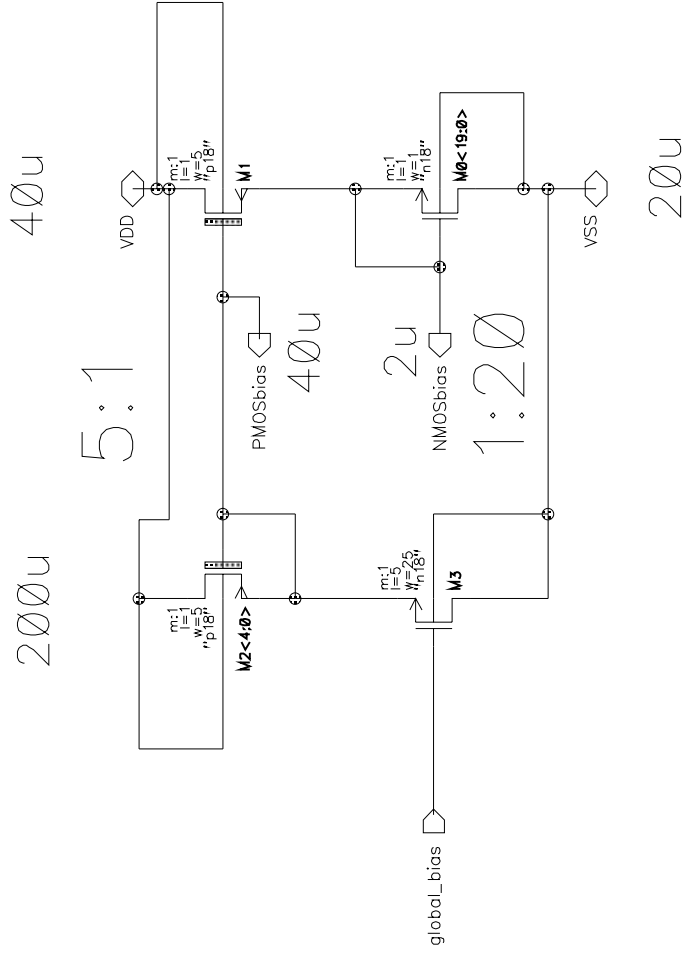 40u
200u
5:1
VDD
m:1
l=1
w=5
"p18"
M1
m:1
l=1
w=5
"p18"
M2<4:0>
PMOSbias
40u
2u
NMOSbias
1:20
m:1
l=1
w=1
"n18"
M0<19:0>
m:1
l=5
w=25
"n18"
M3
VSS
20u
global_bias